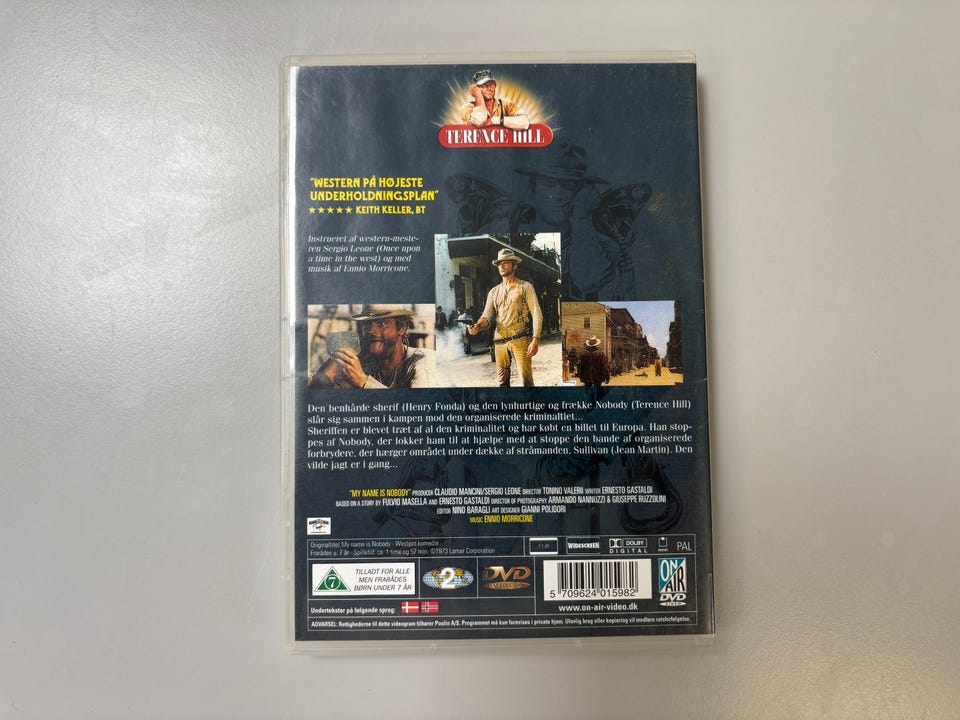 TERENCE HILL
"WESTERN PÅ HØJESTE
UNDERHOLDNINGSPLAN"
★★★★★ KEITH KELLER, BT
Instrueret af western-meste-
ren Sergio Leone (Once upon
a time in the west) og med
musik af Ennio Morricone.
Den benhårde sherif (Henry Fonda) og den lynhurtige og frække Nobody (Terence Hill)
slår sig sammen i kampen mod den organiserede kriminalitet...
Sheriffen er blevet træt af al den kriminalitet og har købt en billet til Europa. Han stop-
pes af Nobody, der lokker ham til at hjælpe med at stoppe den bande af organiserede
forbrydere, der hærger området under dække af stråmanden, Sullivan (Jean Martin). Den
vilde jagt er i gang...
"MY NAME IS NOBODY" PRODUCER CLAUDIO MANCINI/SERGIO LEONE DIRECTOR TONINO VALERII WRITER ERNESTO GASTALDI
BASED ON A STORY BY FULVIO MASELLA AND ERNESTO GASTALDI DIRECTOR OF PHOTOGRAPHY ARMANDO NANNUZZI & GIUSEPPE RUZZOLINI
EDITOR NINO BARAGLI ART DESIGNER GIANNI POLIDORI
MUSIC ENNIO MORRICONE
Originaltitel My name is Nobody - Western komedie
Frarådes u. 7 år - Spilletid: ca. 1 time og 57 min. ©1973 Lamar Corporation
WIDESCREEN
DOLBY
DIGITAL
PAL
7
TILLADT FOR ALLE
MEN FRARÅDES
BØRN UNDER 7 ÅR
2
DVD
VIDEO
5 709624 015982
ON
AIR
DVD
VIDEO
www.on-air-video.dk
Undertekster på følgende sprog:
ADVARSEL: Rettighederne til dette videogram tilhører Poulin A/S. Programmet må kun forevises i private hjem. Ulovlig brug eller kopiering vil medføre retsforfølgelse.